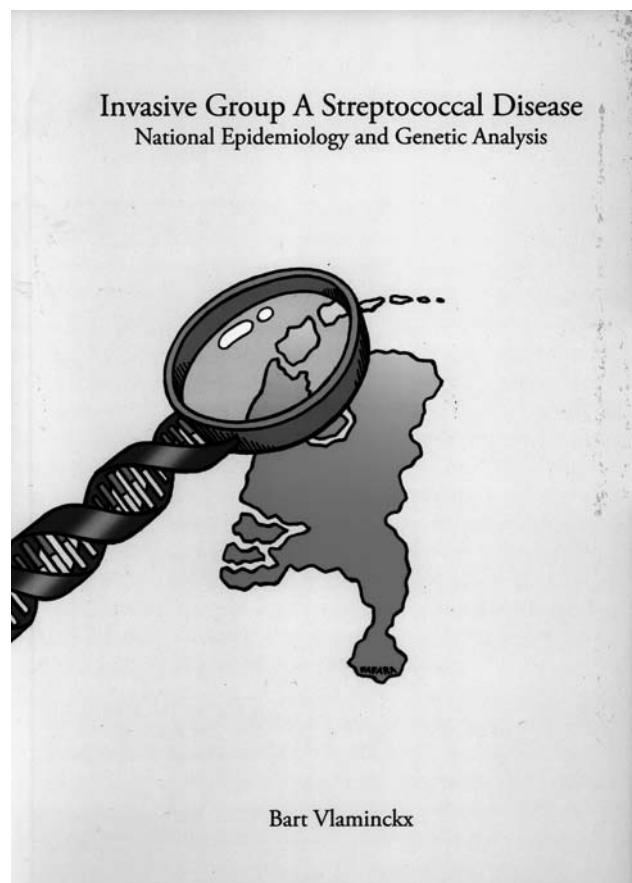 Invasive Group A Streptococcal Disease
National Epidemiology and Genetic Analysis
Bart Vlaminckx